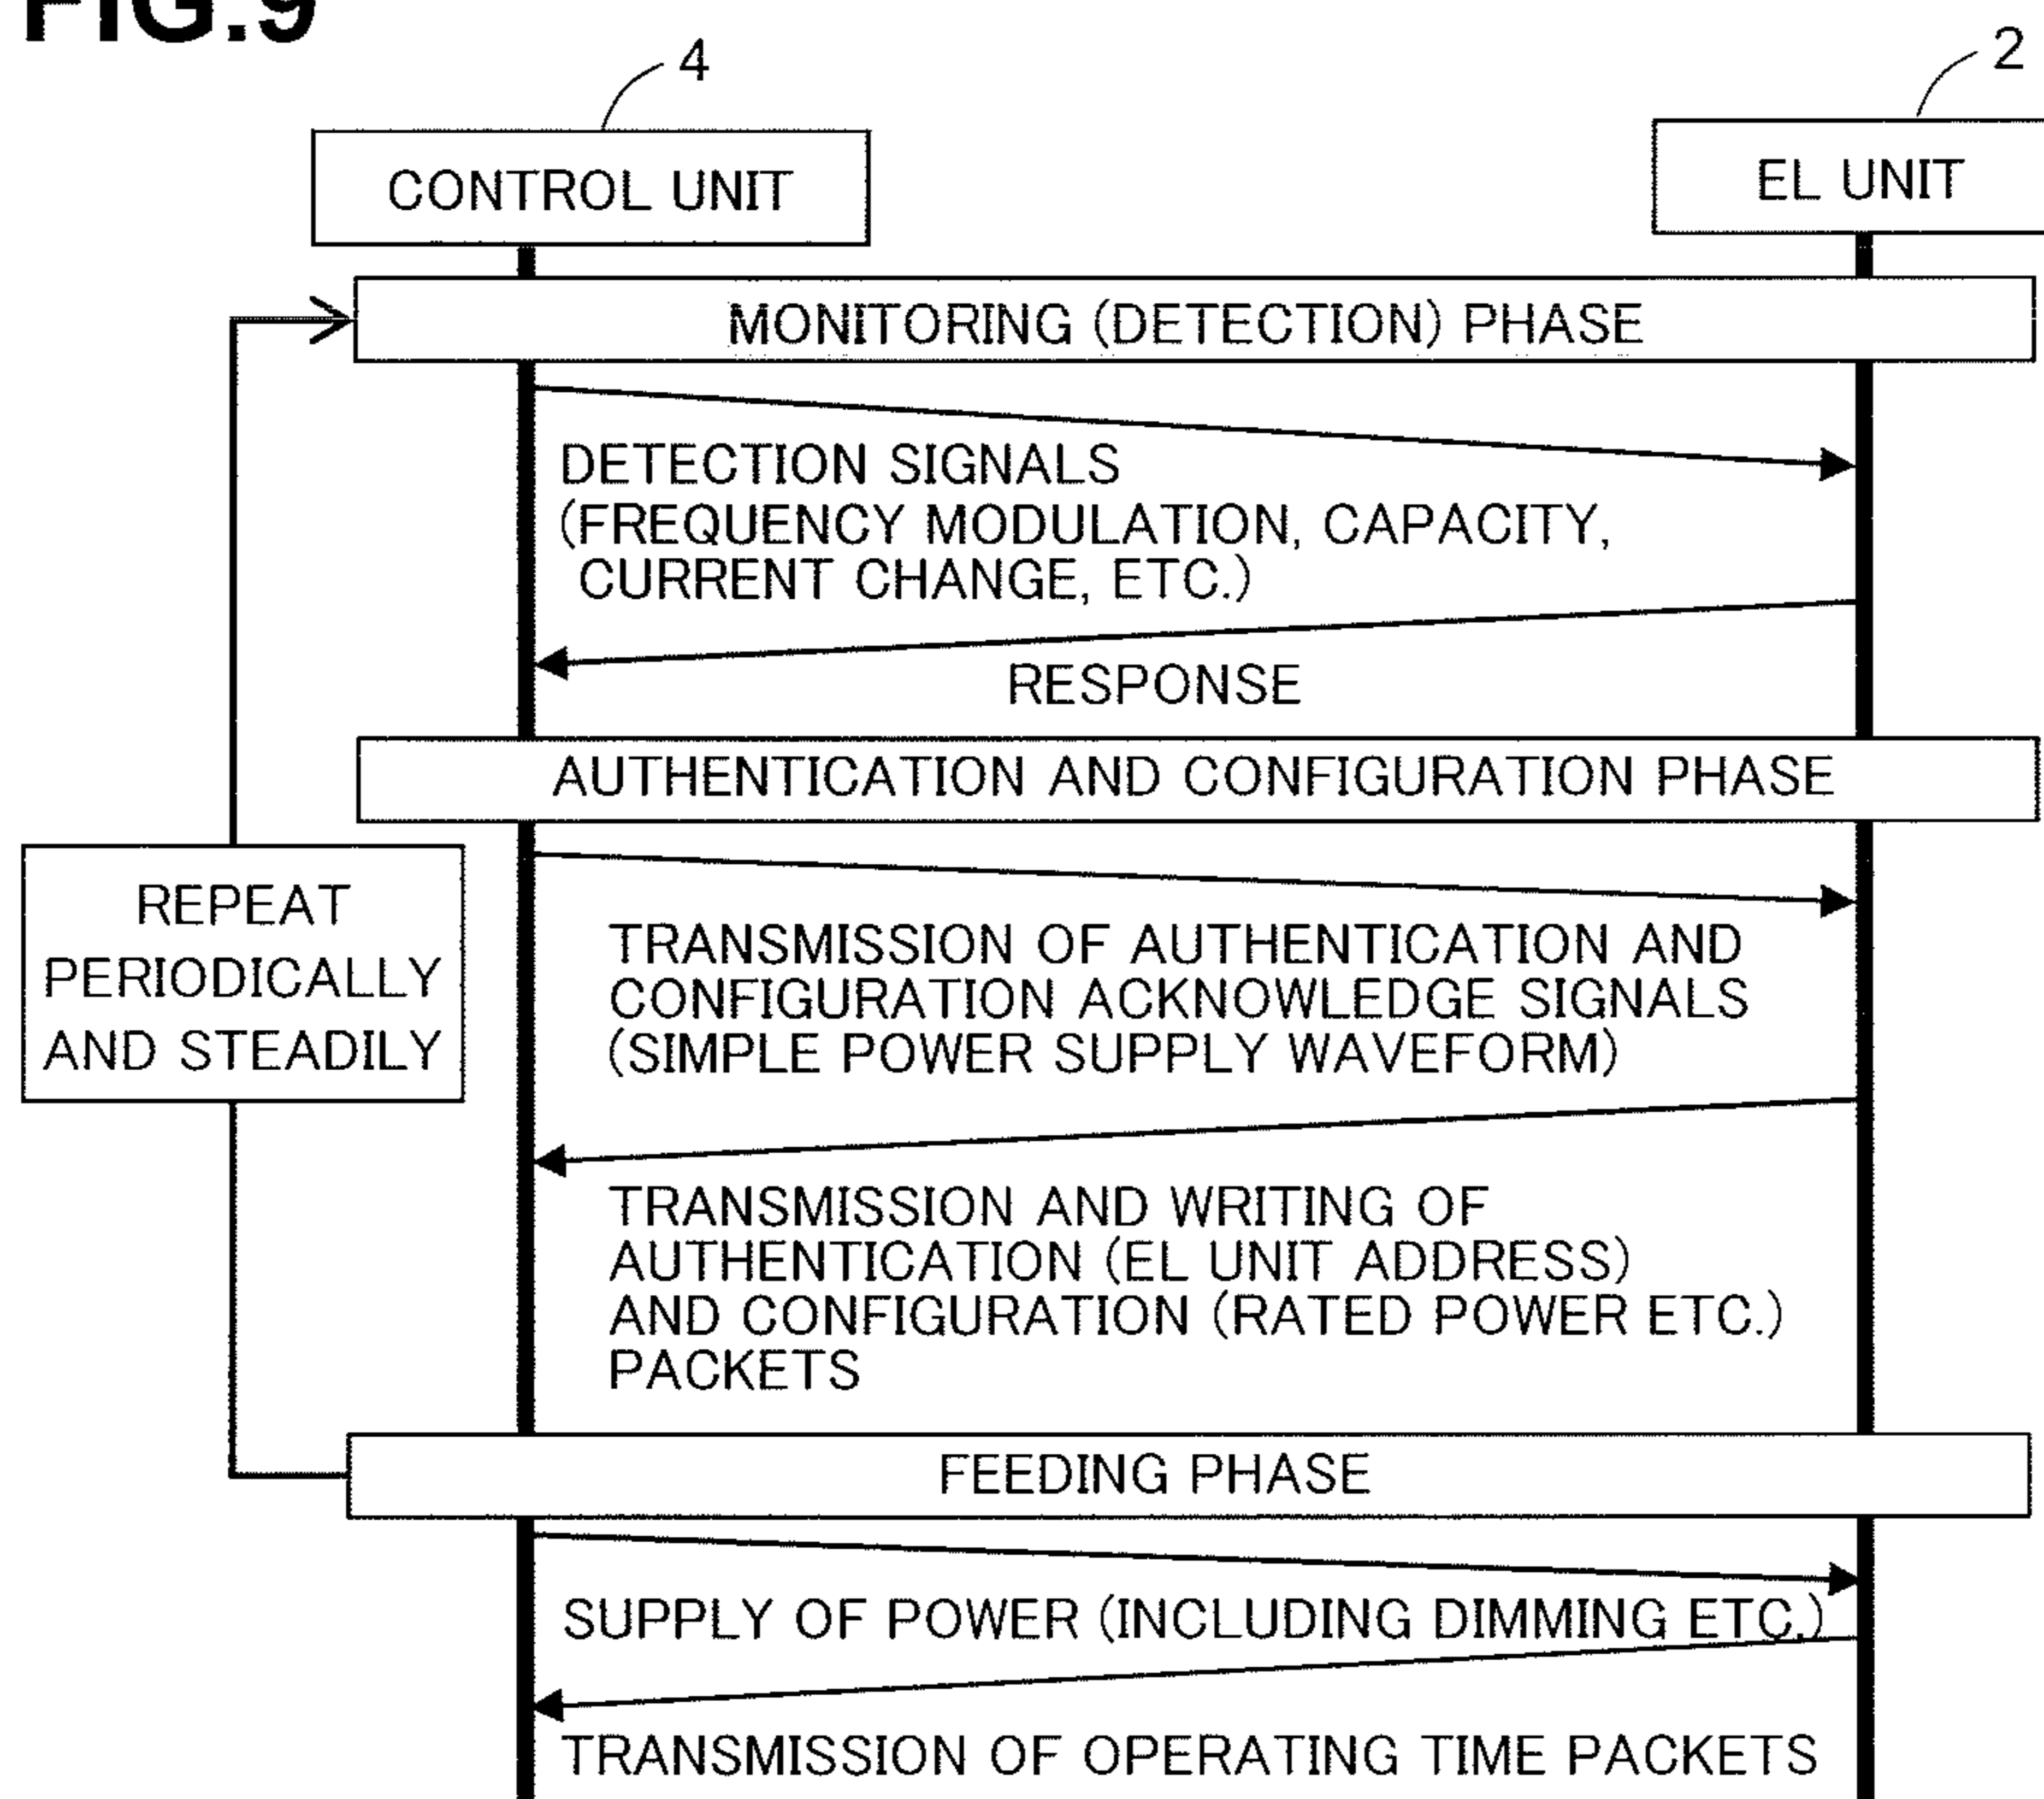 FIG.9
4
2
CONTROL UNIT
EL UNIT
MONITORING (DETECTION) PHASE
DETECTION SIGNALS
(FREQUENCY MODULATION, CAPACITY,
CURRENT CHANGE, ETC.)
RESPONSE
AUTHENTICATION AND CONFIGURATION PHASE
REPEAT
PERIODICALLY
AND STEADILY
TRANSMISSION OF AUTHENTICATION AND
CONFIGURATION ACKNOWLEDGE SIGNALS
(SIMPLE POWER SUPPLY WAVEFORM)
TRANSMISSION AND WRITING OF
AUTHENTICATION (EL UNIT ADDRESS)
AND CONFIGURATION (RATED POWER ETC.)
PACKETS
FEEDING PHASE
SUPPLY OF POWER (INCLUDING DIMMING ETC.)
TRANSMISSION OF OPERATING TIME PACKETS